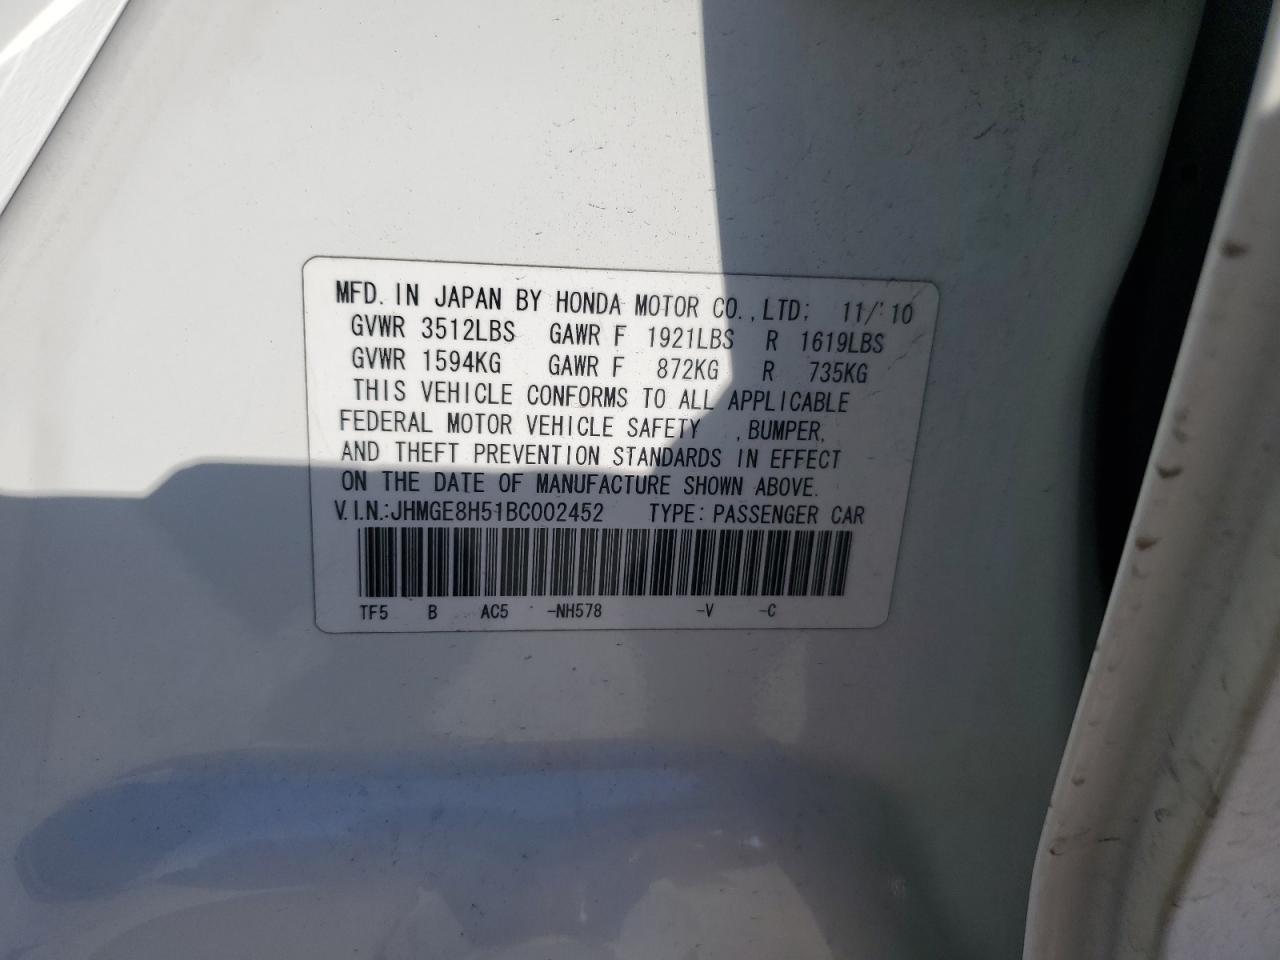 MFD. IN JAPAN BY HONDA MOTOR CO., LTD; 11/'10
GVWR 3512LBS GAWR F 1921LBS R 1619LBS
GVWR 1594KG GAWR F 872KG R 735KG
THIS VEHICLE CONFORMS TO ALL APPLICABLE
FEDERAL MOTOR VEHICLE SAFETY , BUMPER,
AND THEFT PREVENTION STANDARDS IN EFFECT
ON THE DATE OF MANUFACTURE SHOWN ABOVE.
V.I.N.:JHMGE8H51BC002452 TYPE: PASSENGER CAR
TF5 B AC5 -NH578 -V -C